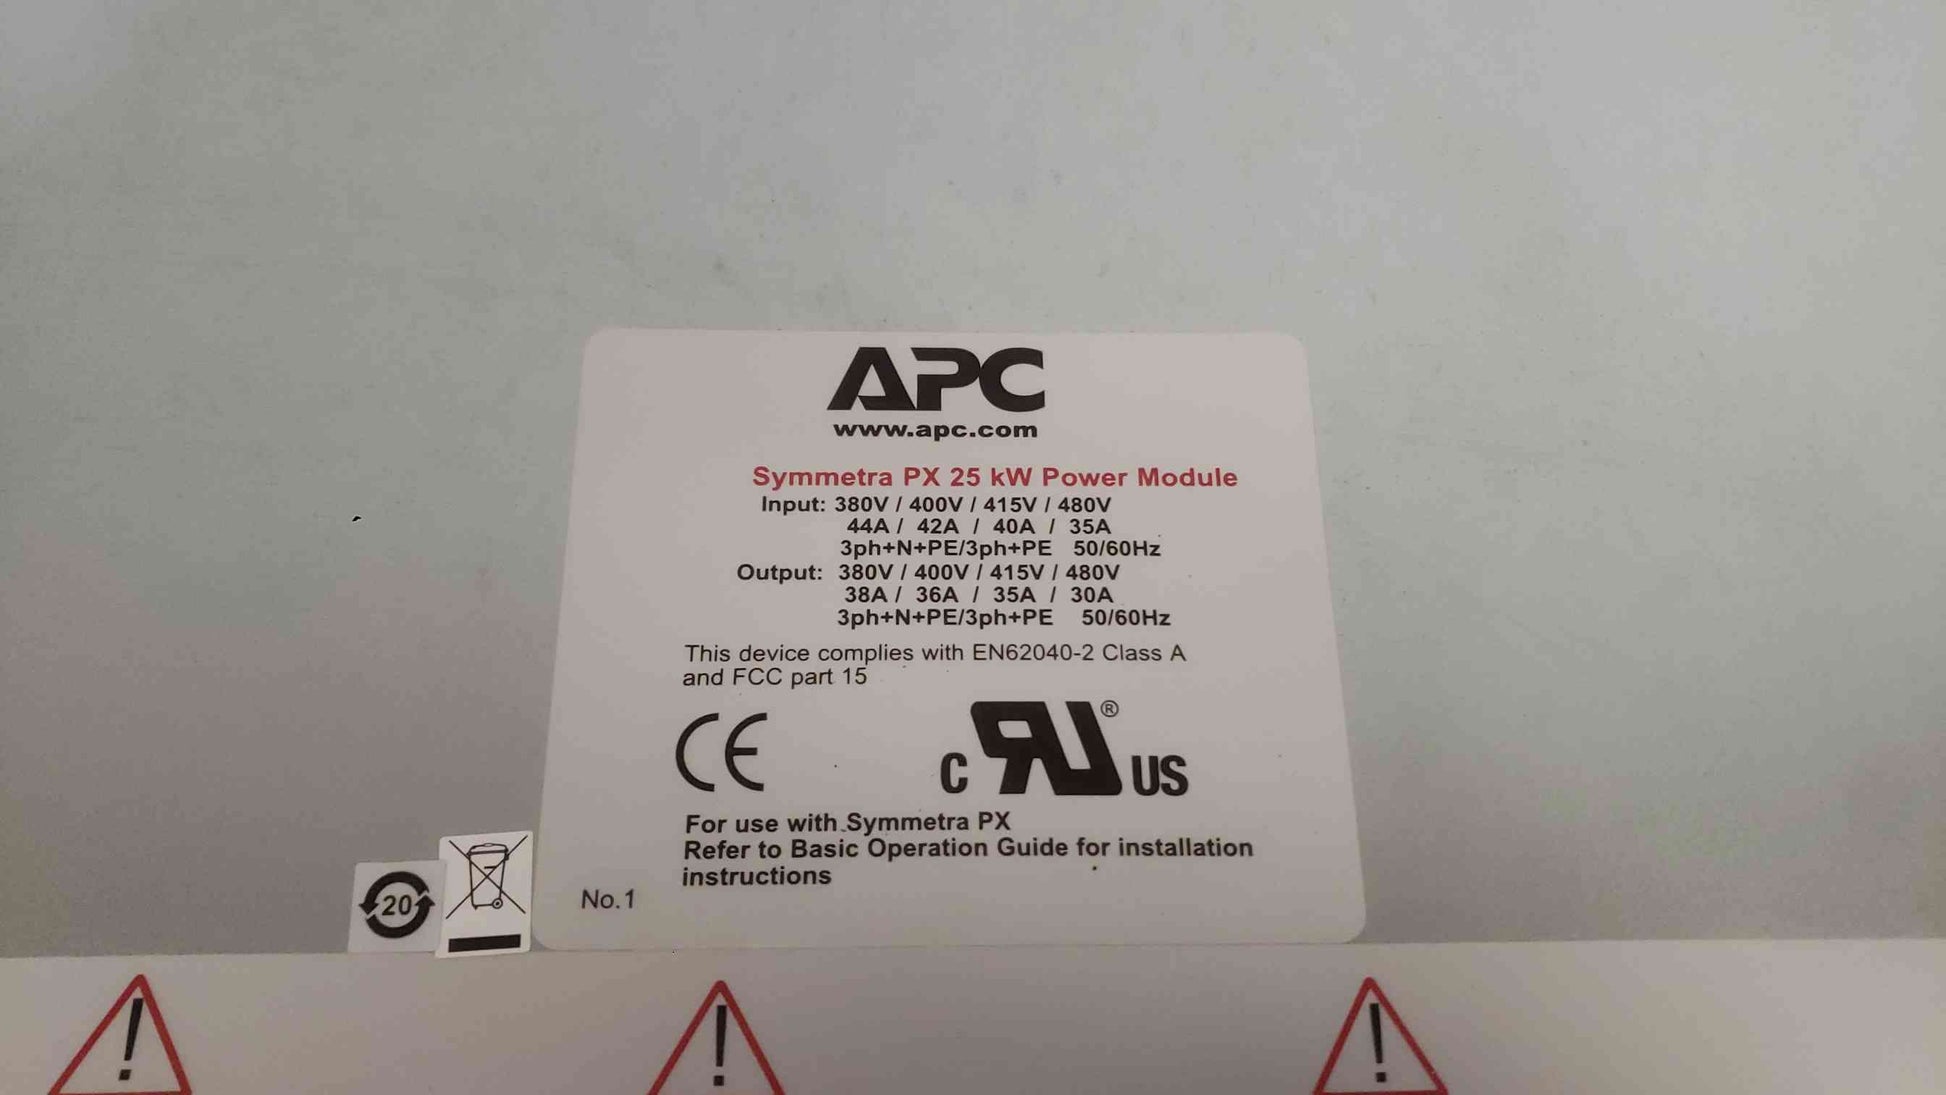 APC
www.apc.com
Symmetra PX 25 kW Power Module
Input: 380V / 400V / 415V / 480V
44A / 42A / 40A / 35A
3ph+N+PE/3ph+PE 50/60Hz
Output: 380V / 400V / 415V / 480V
38A / 36A / 35A / 30A
3ph+N+PE/3ph+PE 50/60Hz
This device complies with EN62040-2 Class A
and FCC part 15
CE
C RU® US
For use with Symmetra PX
Refer to Basic Operation Guide for installation
instructions
No.1
20
! ! !